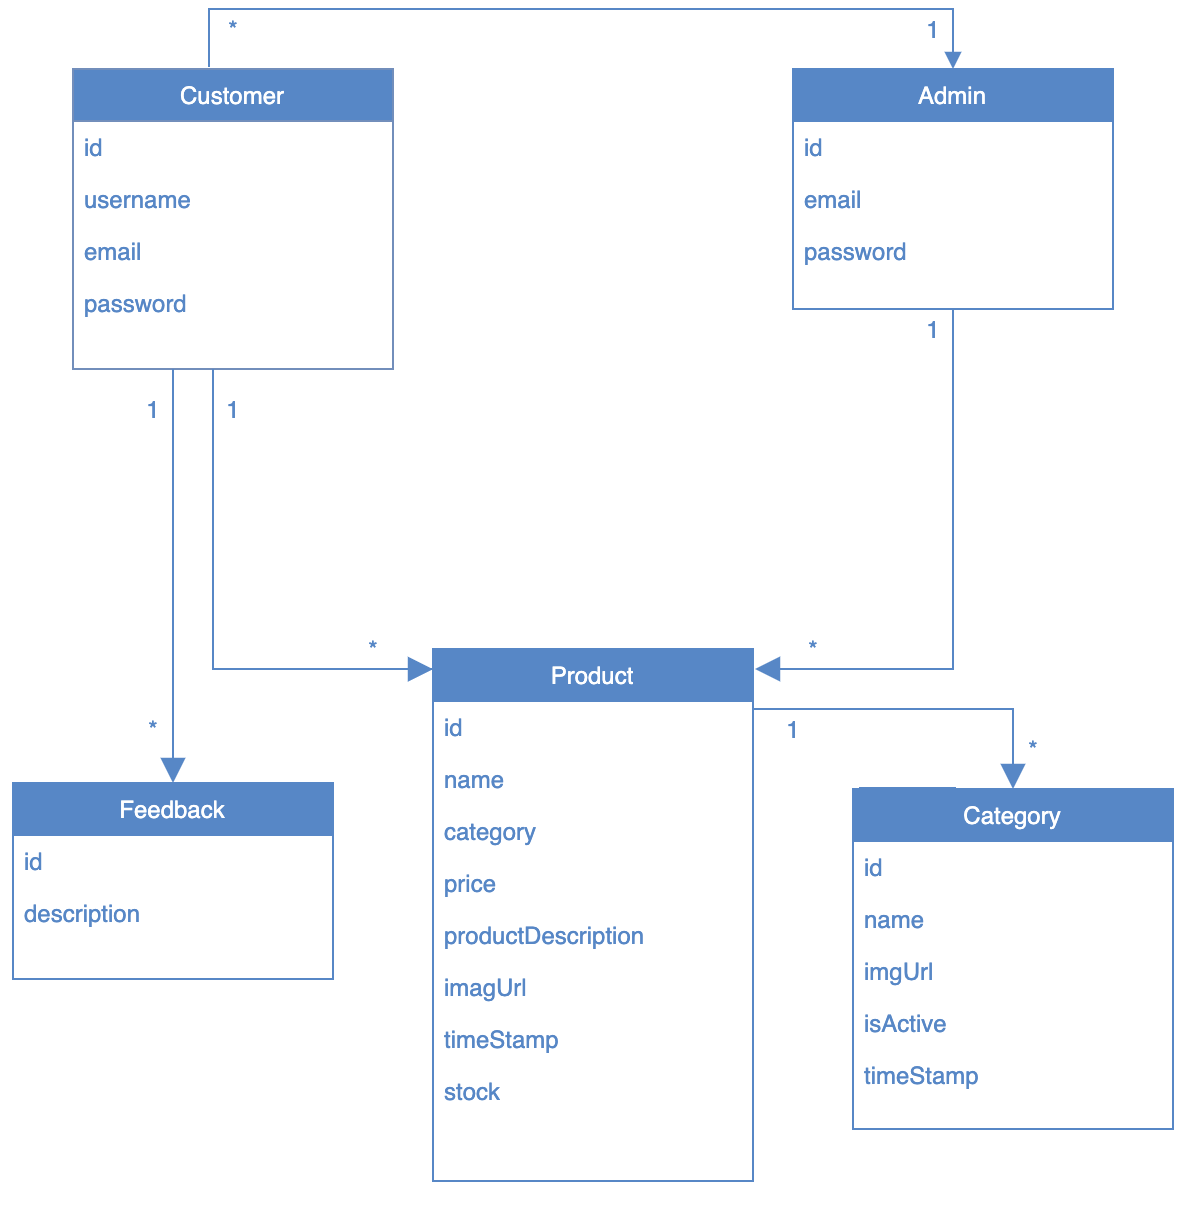 *
1
Customer
id
username
email
password
Admin
id
email
password
1
1
1
*
*
*
Product
id
name
category
price
productDescription
imagUrl
timeStamp
stock
1
*
Feedback
id
description
Category
id
name
imgUrl
isActive
timeStamp